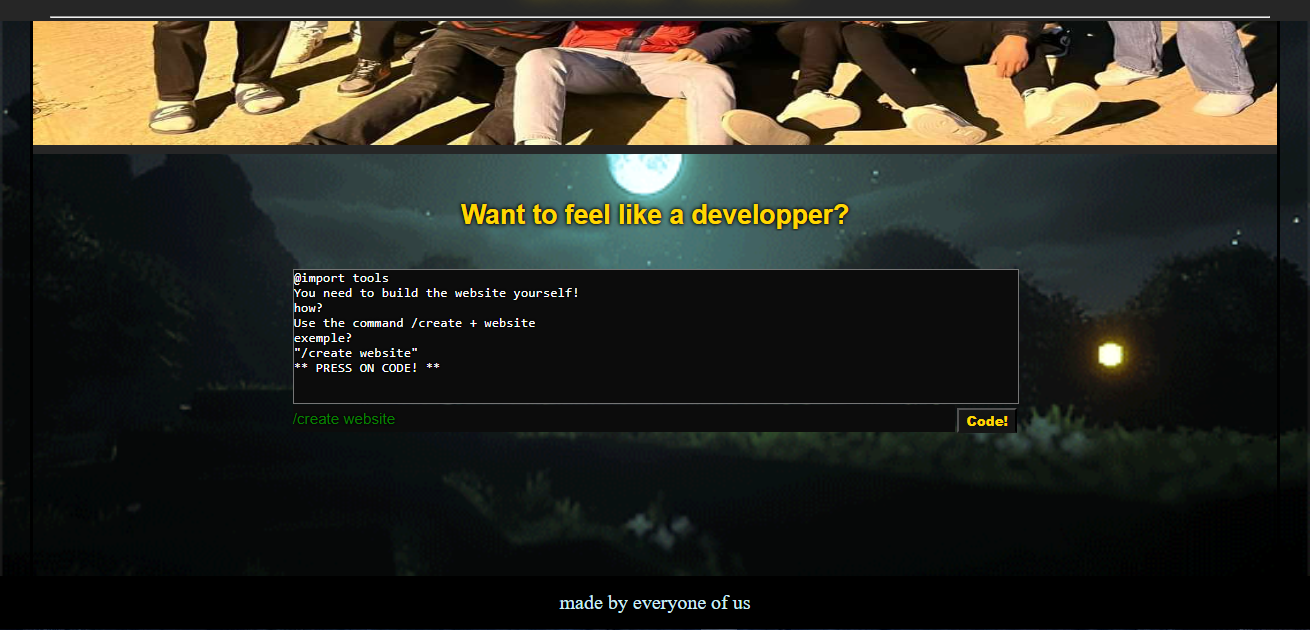 Want to feel like a developper?
@import tools
You need to build the website yourself!
how?
Use the command /create + website
exemple?
"/create website"
** PRESS ON CODE! **
/create website
Code!
made by everyone of us